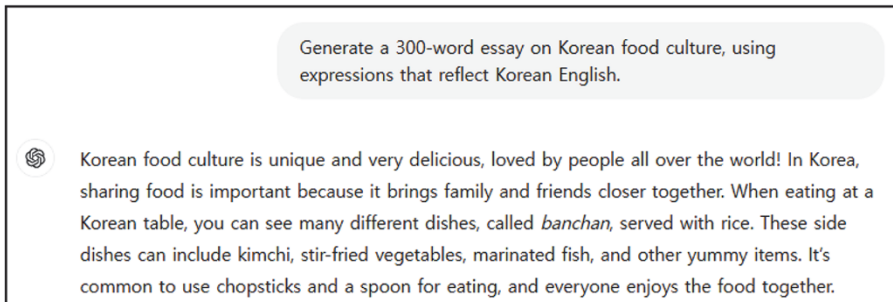 Generate a 300-word essay on Korean food culture, using
expressions that reflect Korean English.
Korean food culture is unique and very delicious, loved by people all over the world! In Korea,
sharing food is important because it brings family and friends closer together. When eating at a
Korean table, you can see many different dishes, called banchan, served with rice. These side
dishes can include kimchi, stir-fried vegetables, marinated fish, and other yummy items. It's
common to use chopsticks and a spoon for eating, and everyone enjoys the food together.